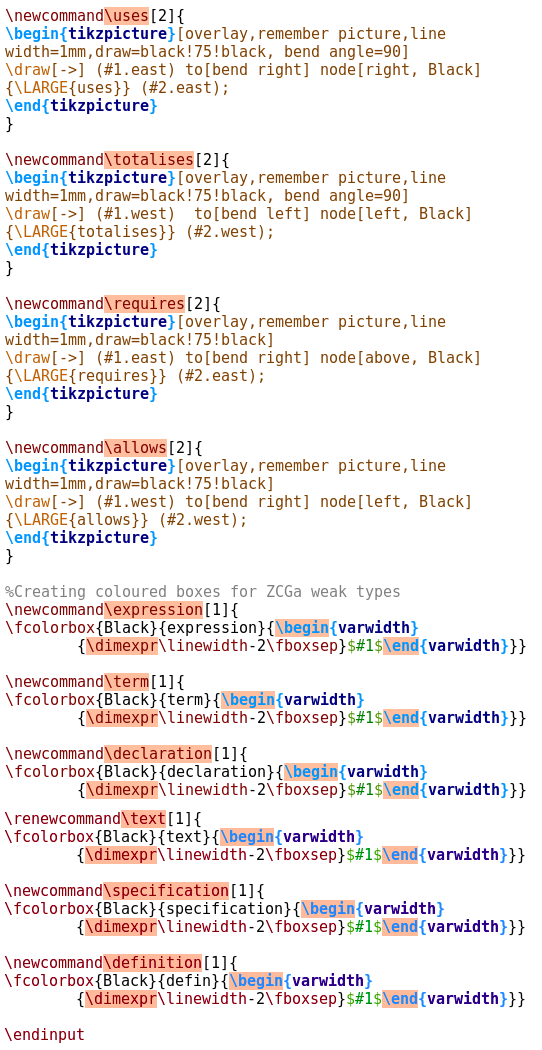 \newcommand\uses[2]{
\begin{tikzpicture}[overlay,remember picture,line
width=1mm,draw=black!75!black, bend angle=90]
\draw[->] (#1.east) to[bend right] node[right, Black]
{\LARGE{uses}} (#2.east);
\end{tikzpicture}
}
\newcommand\totalises[2]{
\begin{tikzpicture}[overlay,remember picture,line
width=1mm,draw=black!75!black, bend angle=90]
\draw[->] (#1.west)  to[bend left] node[left, Black]
{\LARGE{totalises}} (#2.west);
\end{tikzpicture}
}
\newcommand\requires[2]{
\begin{tikzpicture}[overlay,remember picture,line
width=1mm,draw=black!75!black]
\draw[->] (#1.east) to[bend right] node[above, Black]
{\LARGE{requires}} (#2.east);
\end{tikzpicture}
}
\newcommand\allows[2]{
\begin{tikzpicture}[overlay,remember picture,line
width=1mm,draw=black!75!black]
\draw[->] (#1.west) to[bend right] node[left, Black]
{\LARGE{allows}} (#2.west);
\end{tikzpicture}
}
%Creating coloured boxes for ZCGa weak types
\newcommand\expression[1]{
\fcolorbox{Black}{expression}{\begin{varwidth}
{\dimexpr\linewidth-2\fboxsep}$#1$\end{varwidth}}}
\newcommand\term[1]{
\fcolorbox{Black}{term}{\begin{varwidth}
{\dimexpr\linewidth-2\fboxsep}$#1$\end{varwidth}}}
\newcommand\declaration[1]{
\fcolorbox{Black}{declaration}{\begin{varwidth}
{\dimexpr\linewidth-2\fboxsep}$#1$\end{varwidth}}}
\renewcommand\text[1]{
\fcolorbox{Black}{text}{\begin{varwidth}
{\dimexpr\linewidth-2\fboxsep}$#1$\end{varwidth}}}
\newcommand\specification[1]{
\fcolorbox{Black}{specification}{\begin{varwidth}
{\dimexpr\linewidth-2\fboxsep}$#1$\end{varwidth}}}
\newcommand\definition[1]{
\fcolorbox{Black}{defin}{\begin{varwidth}
{\dimexpr\linewidth-2\fboxsep}$#1$\end{varwidth}}}
\endinput